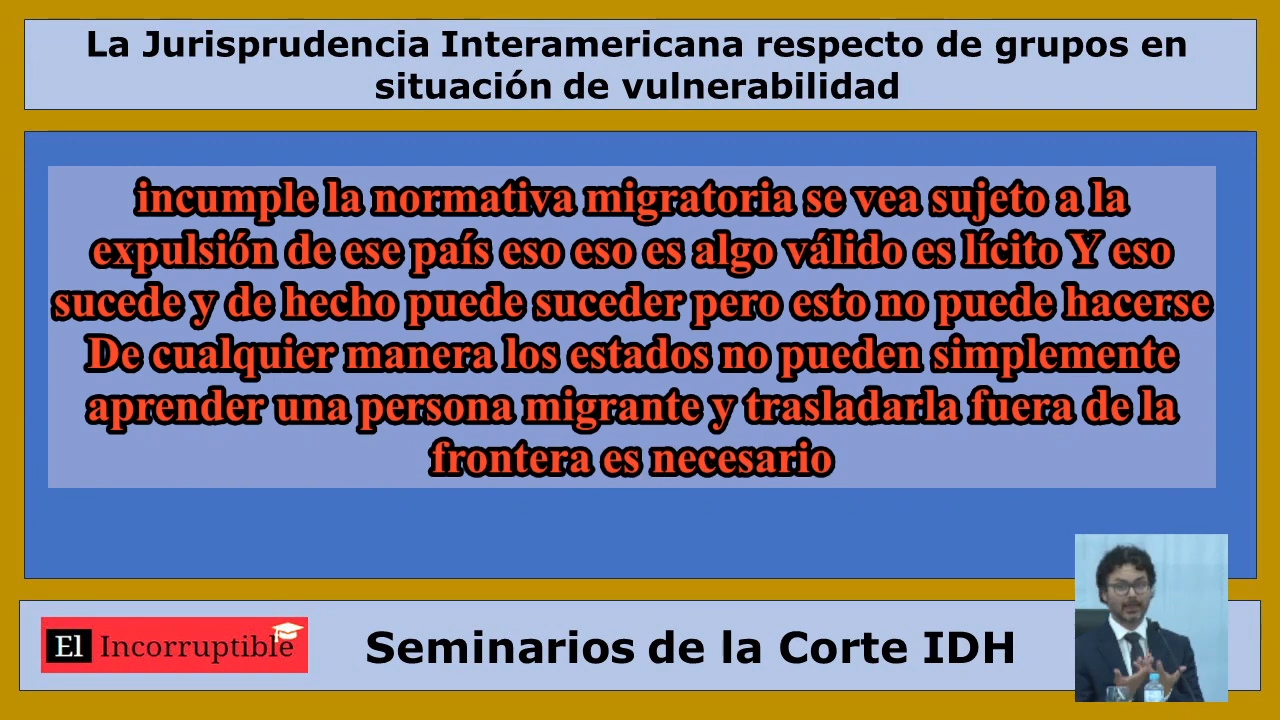 La Jurisprudencia Interamericana respecto de grupos en
situación de vulnerabilidad
incumple la normativa migratoria se vea sujeto a la
expulsión de ese país eso eso es algo válido es lícito Y eso
sucede y de hecho puede suceder pero esto no puede hacerse
De cualquier manera los estados no pueden simplemente
aprender una persona migrante y trasladarla fuera de la
frontera es necesario
El Incorruptible
Seminarios de la Corte IDH